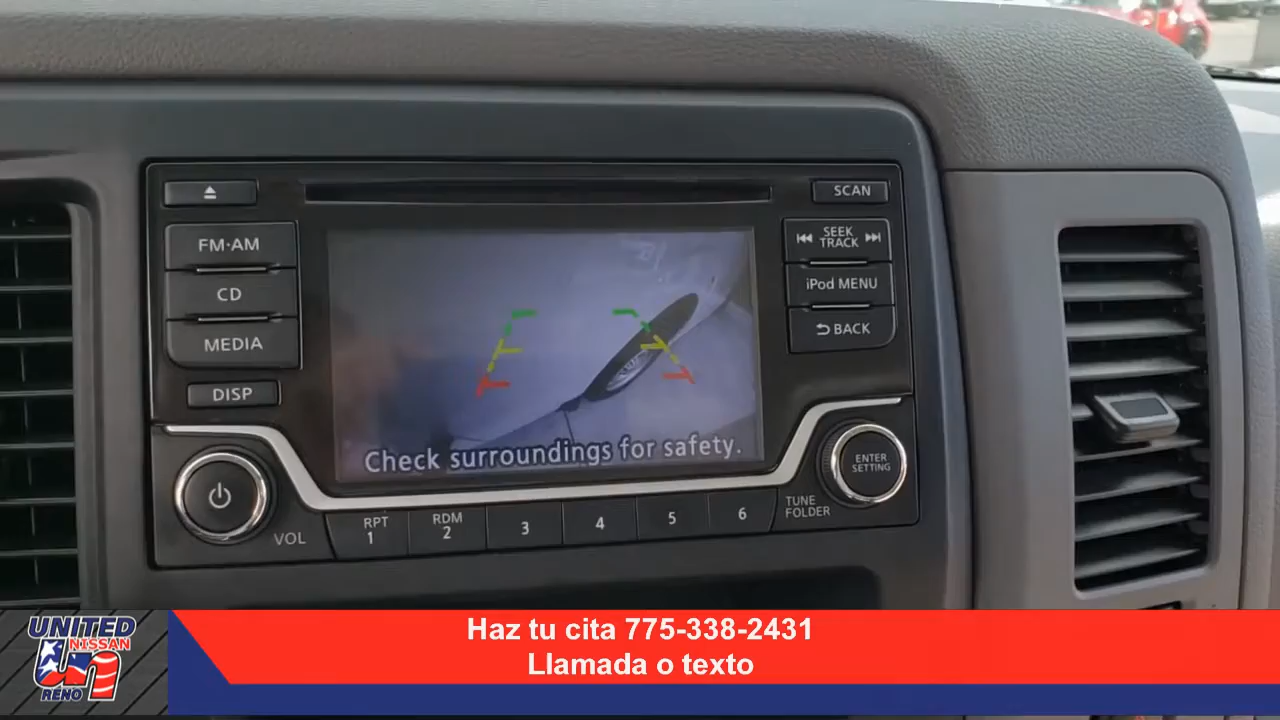 SCAN
FM·AM
SEEK
TRACK
CD
iPod MENU
MEDIA
BACK
DISP
Check surroundings for safety.
ENTER
SETTING
VOL
RPT
1
RDM
2
3
4
5
6
TUNE
FOLDER
UNITED
NISSAN
RENO
Haz tu cita 775-338-2431
Llamada o texto